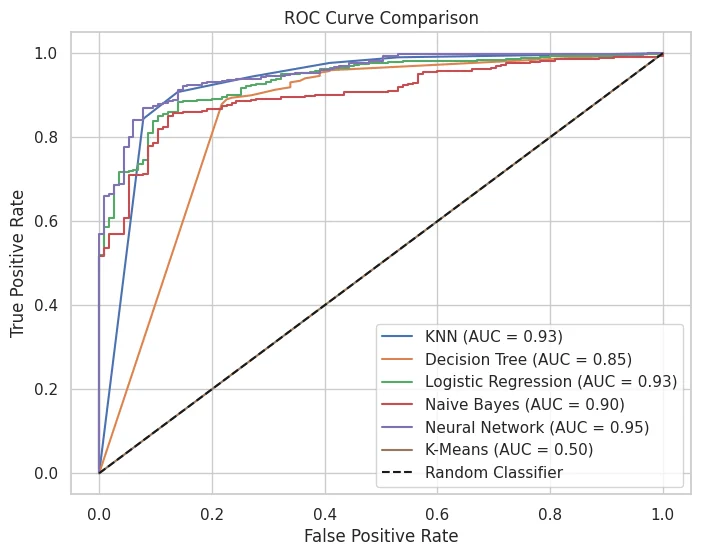 ROC Curve Comparison
True Positive Rate
1.0
0.8
0.6
0.4
0.2
0.0
KNN (AUC = 0.93)
Decision Tree (AUC = 0.85)
Logistic Regression (AUC = 0.93)
Naive Bayes (AUC = 0.90)
Neural Network (AUC = 0.95)
K-Means (AUC = 0.50)
Random Classifier
0.0 0.2 0.4 0.6 0.8 1.0
False Positive Rate